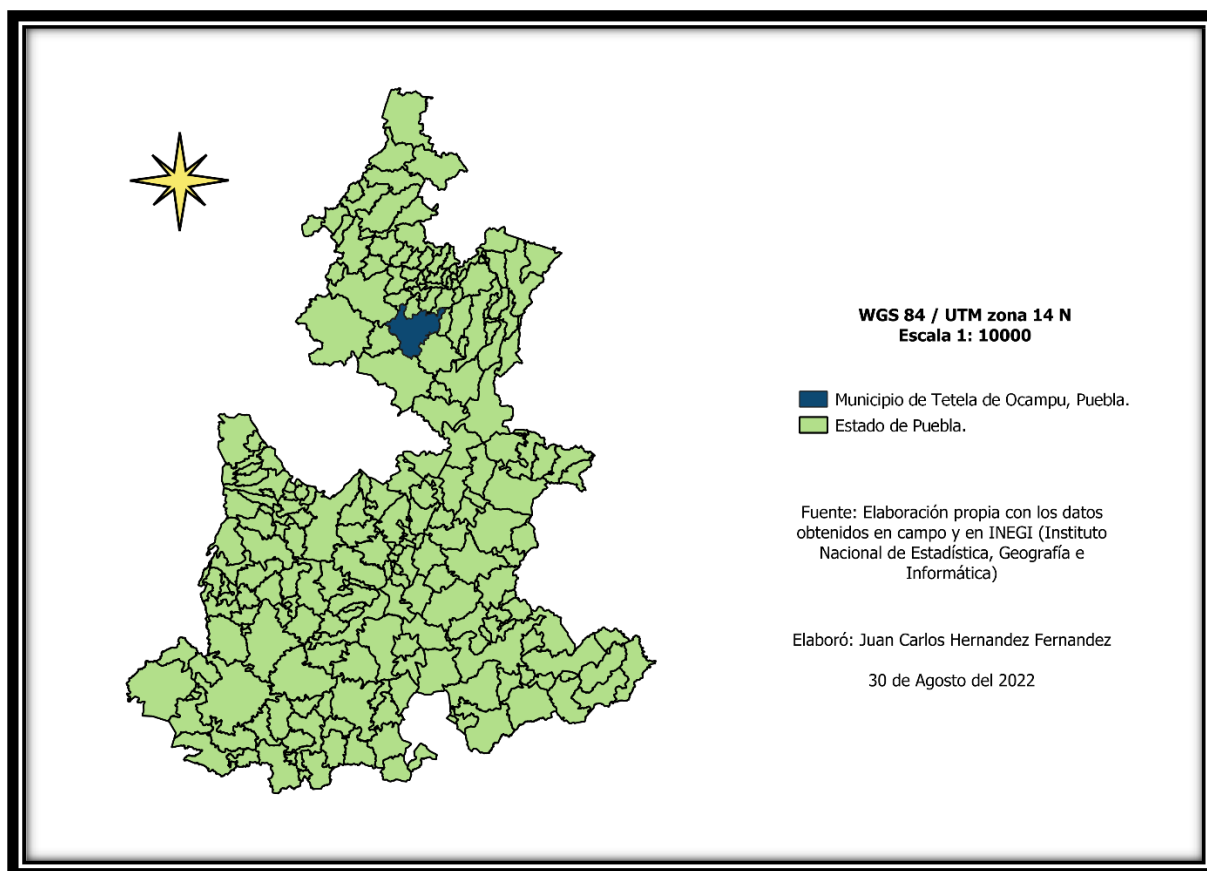 WGS 84 / UTM zona 14 N
Escala 1: 10000
Municipio de Tetela de Ocampu, Puebla.
Estado de Puebla.
Fuente: Elaboración propia con los datos
obtenidos en campo y en INEGI (Instituto
Nacional de Estadística, Geografía e
Informática)
Elaboró: Juan Carlos Hernandez Fernandez
30 de Agosto del 2022